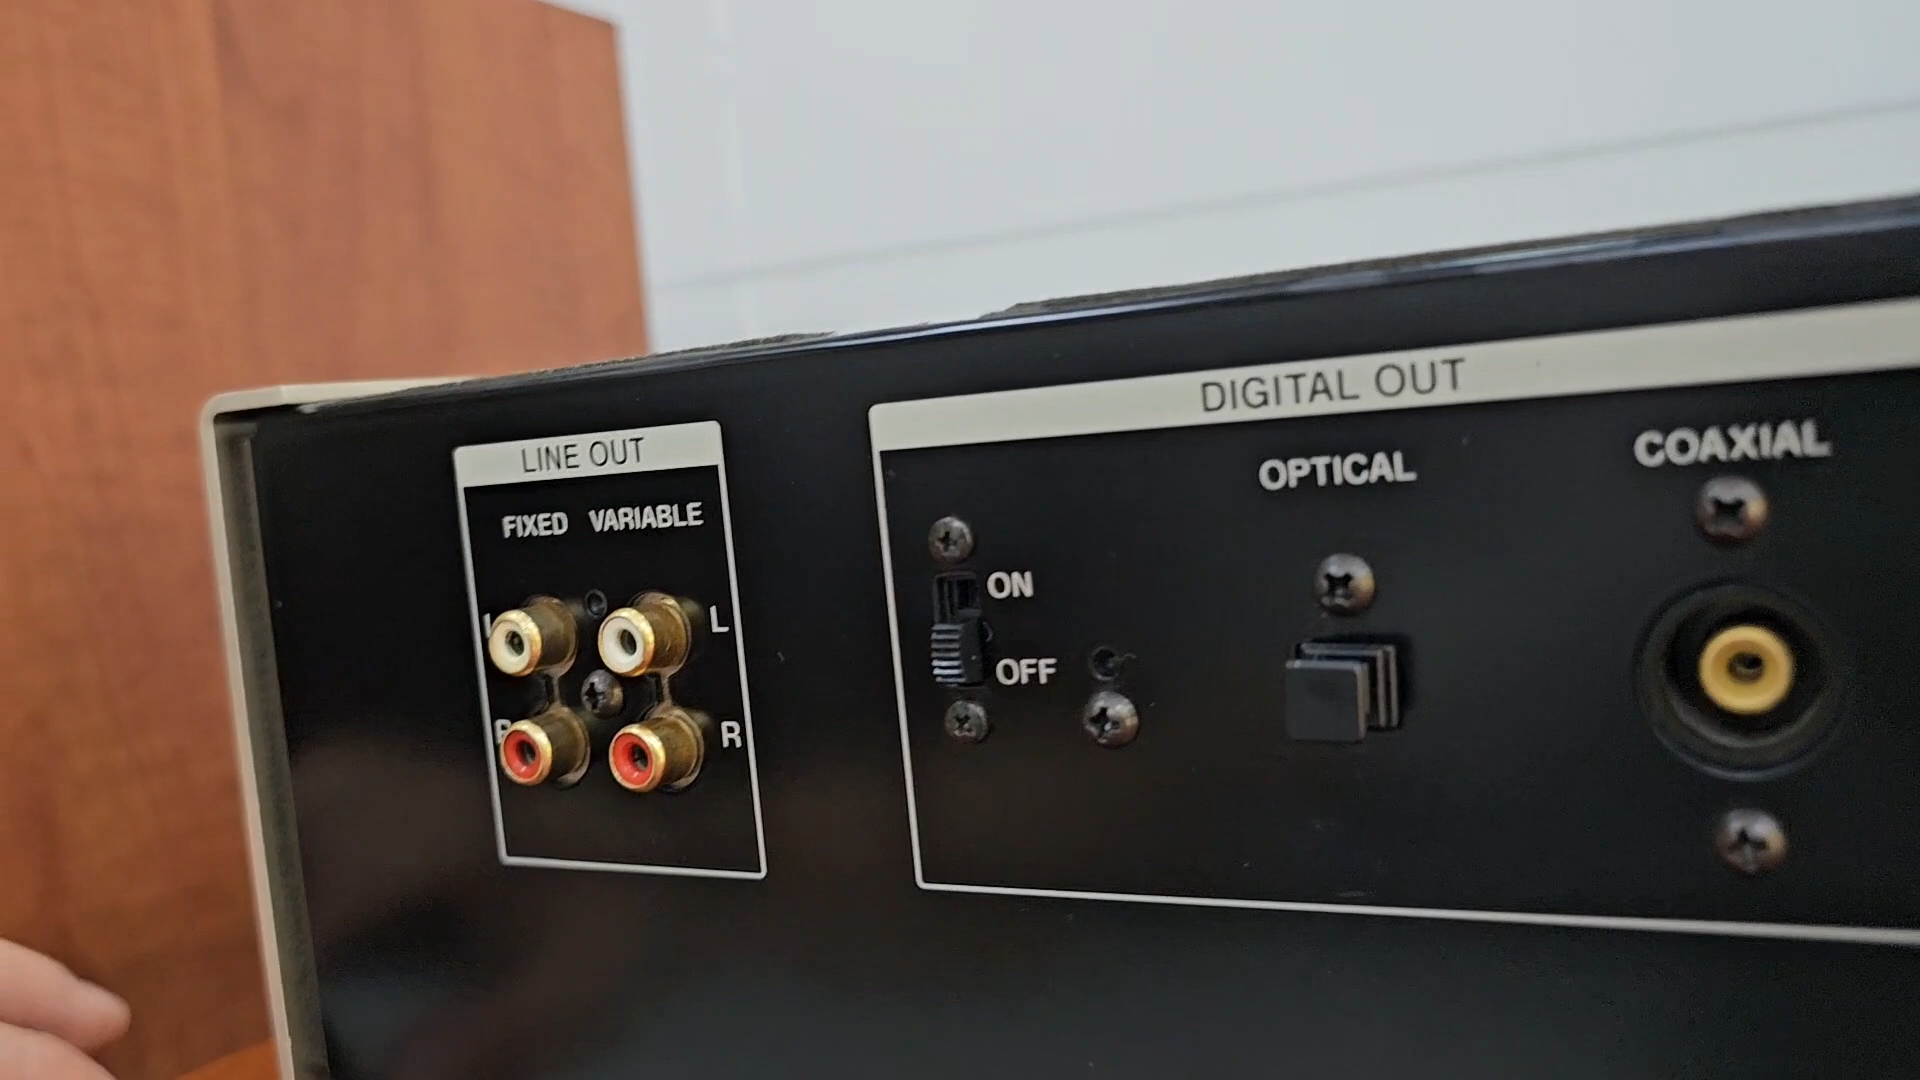 LINE OUT
FIXED VARIABLE
L
R
DIGITAL OUT
ON
OFF
OPTICAL
COAXIAL